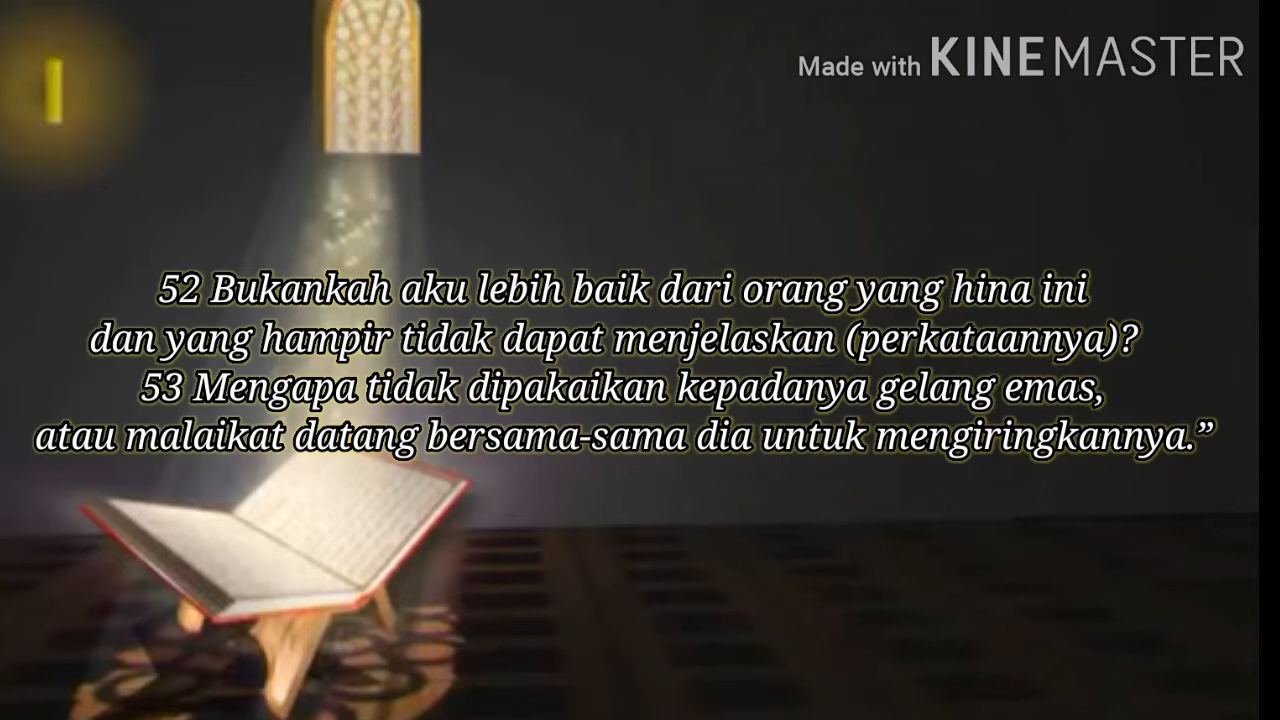 Made with KINEMASTER
I
52 Bukankah aku lebih baik dari orang yang hina ini
dan yang hampir tidak dapat menjelaskan (perkataannya)?
53 Mengapa tidak dipakaikan kepadanya gelang emas,
atau malaikat datang bersama-sama dia untuk mengiringkannya.”